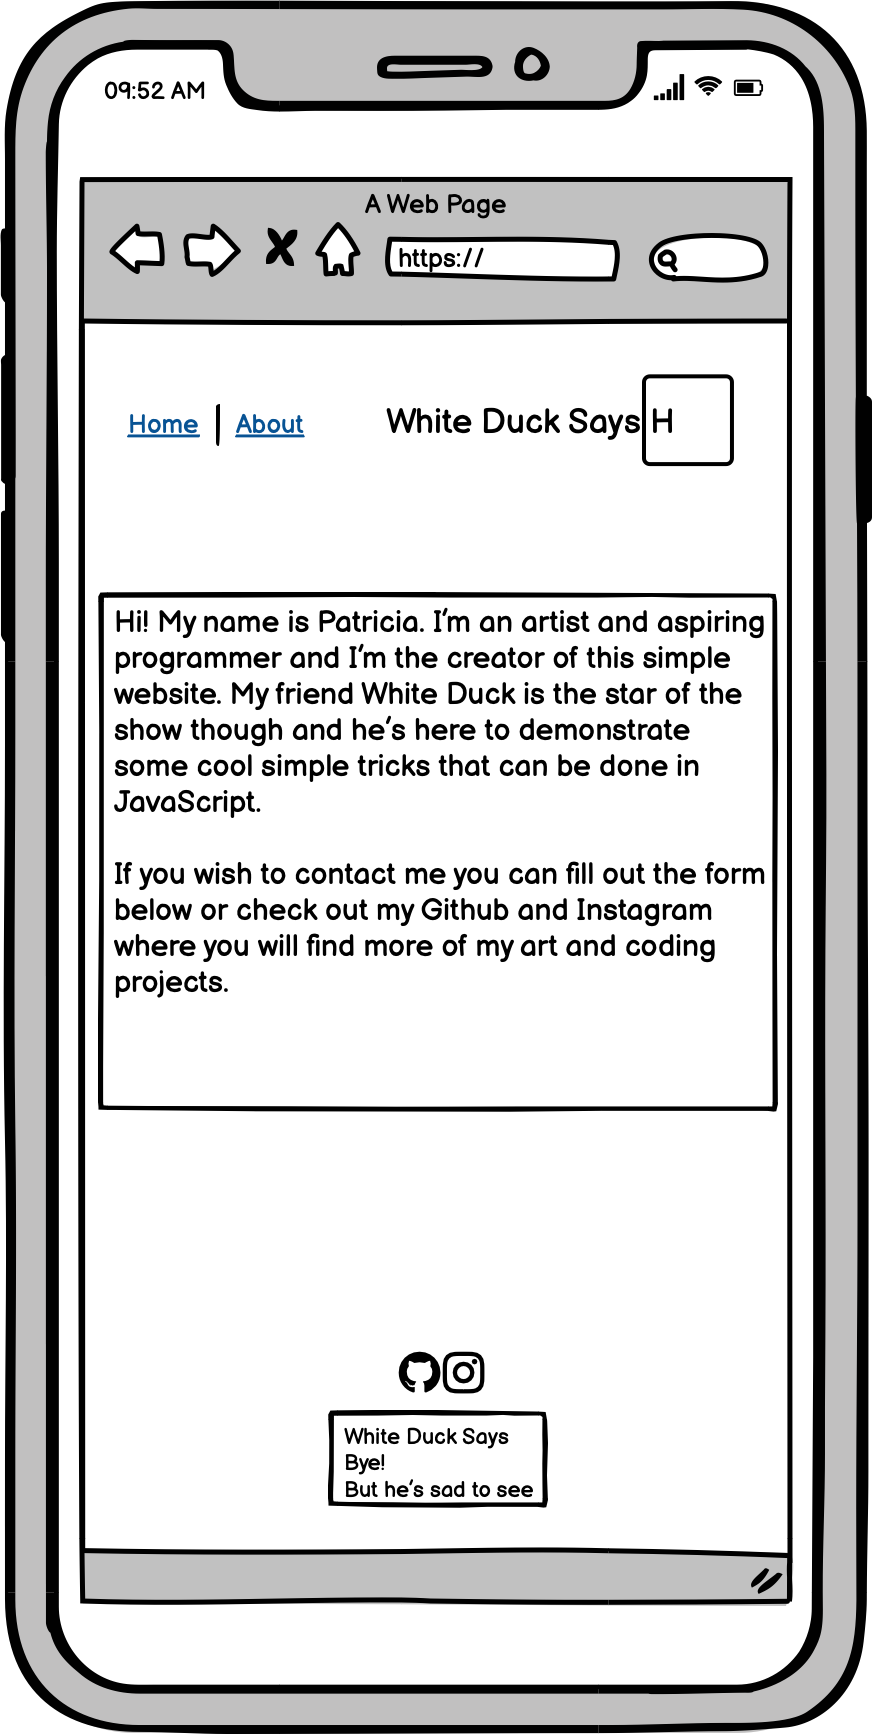 09:52 AM
A Web Page
https://
Home | About
White Duck Says H
Hi! My name is Patricia. I'm an artist and aspiring
programmer and I'm the creator of this simple
website. My friend White Duck is the star of the
show though and he's here to demonstrate
some cool simple tricks that can be done in
JavaScript.
If you wish to contact me you can fill out the form
below or check out my Github and Instagram
where you will find more of my art and coding
projects.
White Duck Says
Bye!
But he's sad to see